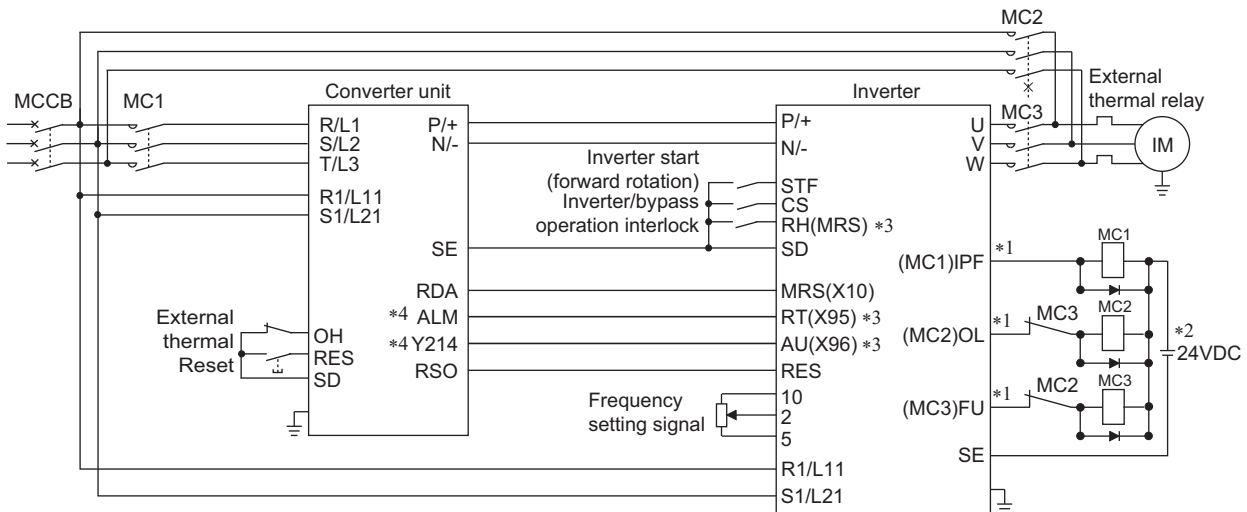 MC2
MCCB
MC1
Converter unit
Inverter
External
thermal relay
MC3
R/L1
S/L2
T/L3
R1/L11
S1/L21
P/+
N/-
SE
RDA
*4 ALM
*4 Y214
RSO
External
thermal
Reset
OH
RES
SD
Inverter start
(forward rotation)
Inverter/bypass
operation interlock
Frequency
setting signal
P/+
N/-
STF
CS
RH(MRS) *3
SD
MRS(X10)
RT(X95) *3
AU(X96) *3
RES
10
2
5
R1/L11
S1/L21
U
V
W
IM
(MC1)IPF
*1
MC1
(MC2)OL
*1
MC3
MC2
*2
24VDC
(MC3)FU
*1
MC2
MC3
SE